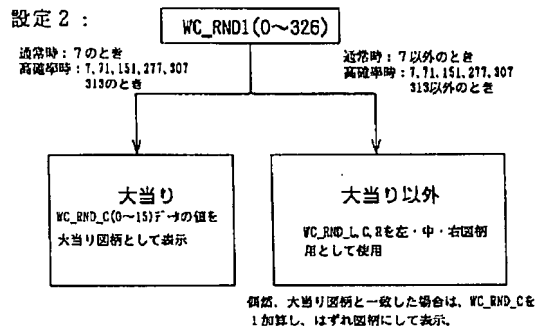 設定2:
WC_RND1(0〜326)
通常時:7のとき
高確率時:7,71,151,277,307
313のとき
通常時:7以外のとき
高確率時:7,71,151,277,307
313以外のとき
大当り
WC_RND_C(0〜15)データの値を
大当り図柄として表示
大当り以外
WC_RND_L,C,Rを左・中・右図柄
用として使用
偶然、大当り図柄と一致した場合は、WC_RND_Cを
1加算し、はずれ図柄にして表示。